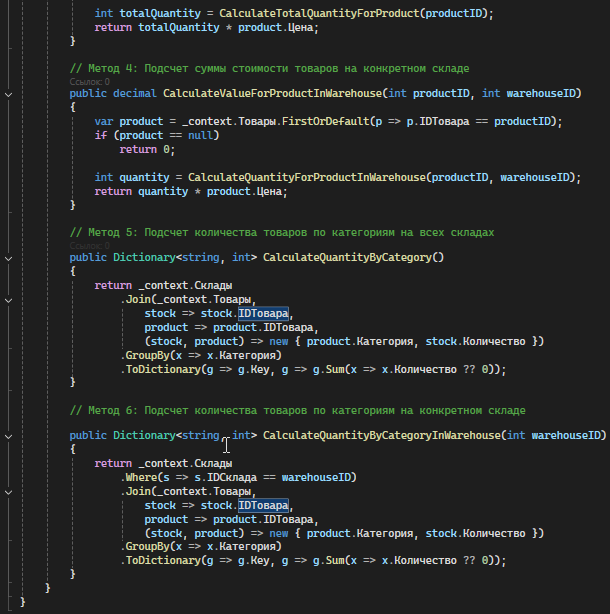 int totalQuantity = CalculateTotalQuantityForProduct(productID);
return totalQuantity * product.Цена;
}
// Метод 4: Подсчет суммы стоимости товаров на конкретном складе
Ссылок: 0
public decimal CalculateValueForProductInWarehouse(int productID, int warehouseID)
{
var product = _context.Товары.FirstOrDefault(p => p.IDТовара == productID);
if (product == null)
return 0;
int quantity = CalculateQuantityForProductInWarehouse(productID, warehouseID);
return quantity * product.Цена;
}
// Метод 5: Подсчет количества товаров по категориям на всех складах
Ссылок: 0
public Dictionary<string, int> CalculateQuantityByCategory()
{
return _context.Склады
.Join(_context.Товары,
stock => stock.IDТовара,
product => product.IDТовара,
(stock, product) => new { product.Категория, stock.Количество })
.GroupBy(x => x.Категория)
.ToDictionary(g => g.Key, g => g.Sum(x => x.Количество ?? 0));
}
// Метод 6: Подсчет количества товаров по категориям на конкретном складе
public Dictionary<string, int> CalculateQuantityByCategoryInWarehouse(int warehouseID)
{
return _context.Склады
.Where(s => s.IDСклада == warehouseID)
.Join(_context.Товары,
stock => stock.IDТовара,
product => product.IDТовара,
(stock, product) => new { product.Категория, stock.Количество })
.GroupBy(x => x.Категория)
.ToDictionary(g => g.Key, g => g.Sum(x => x.Количество ?? 0));
}
}
}